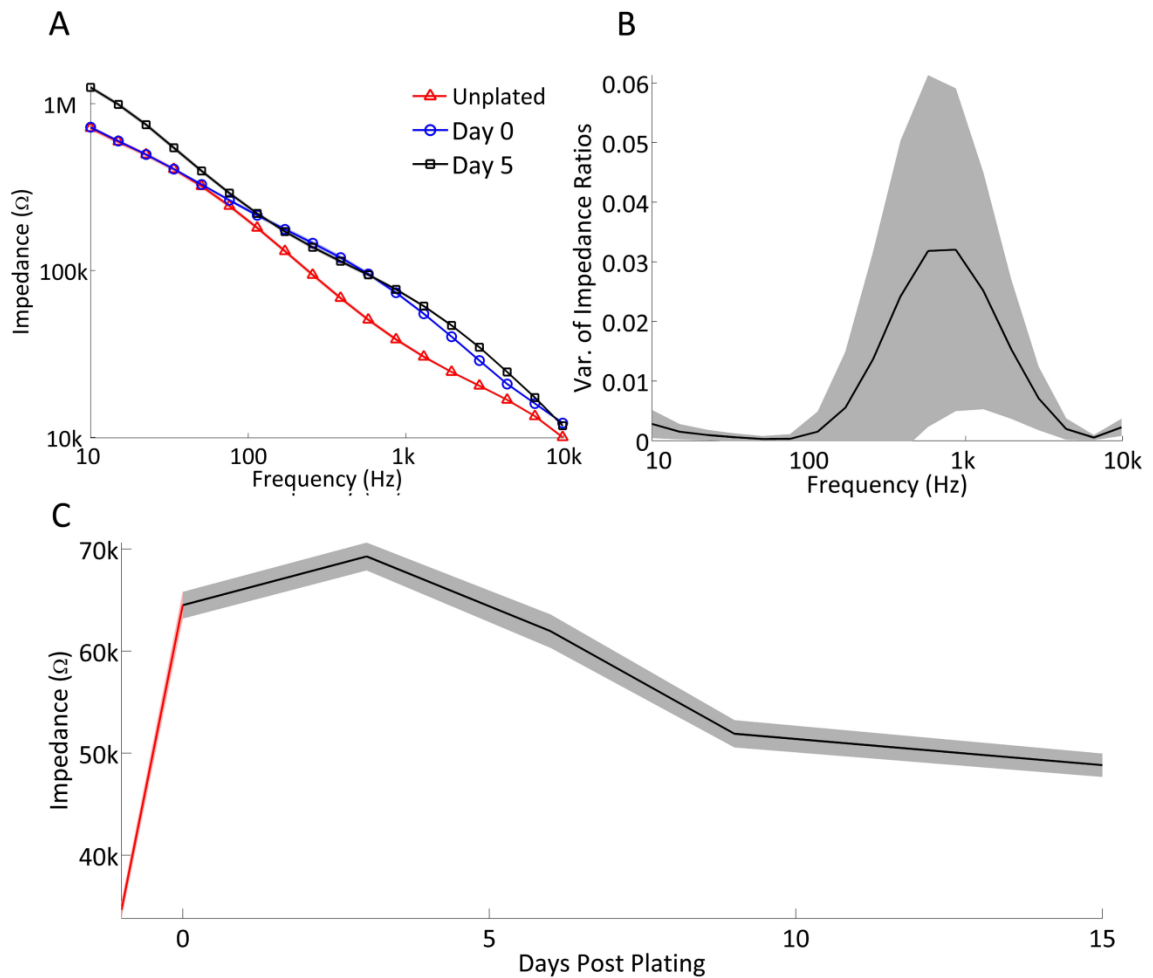 A
1M
100k
10k
Impedance (Ω)
Unplated
Day 0
Day 5
10
100
1k
10k
Frequency (Hz)
B
0.06
0.05
0.04
0.03
0.02
0.01
0
Var. of Impedance Ratios
10
100
1k
10k
Frequency (Hz)
C
70k
60k
50k
40k
Impedance (Ω)
0
5
10
15
Days Post Plating